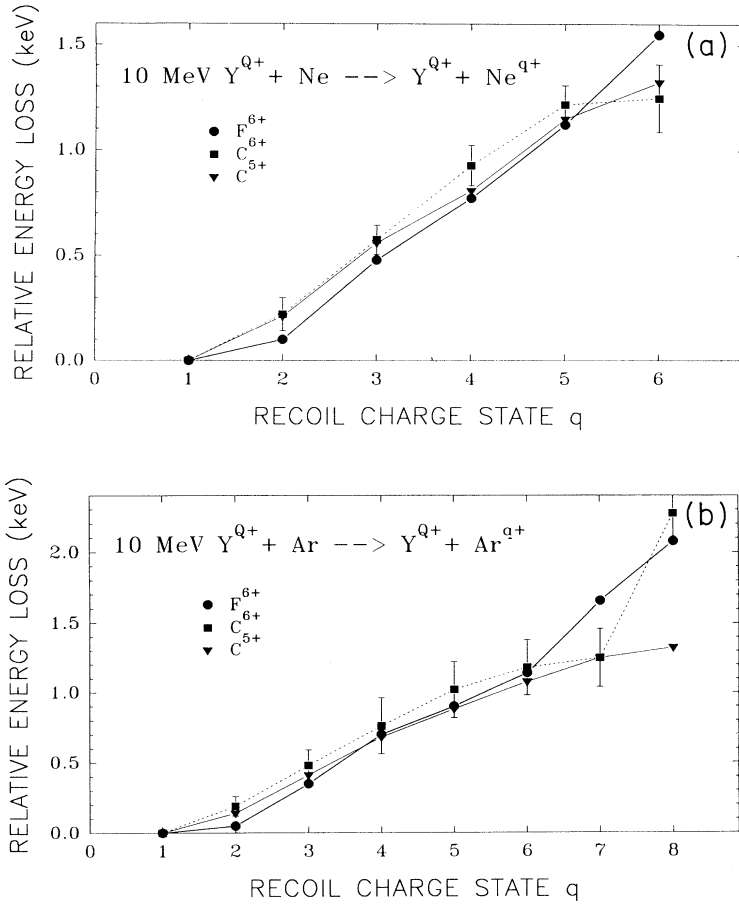 (a)
10 MeV Y^Q+ + Ne --> Y^Q+ + Ne^q+
F^6+
C^6+
C^5+
RELATIVE ENERGY LOSS (keV)
1.5
1.0
0.5
0.0
0 1 2 3 4 5 6
RECOIL CHARGE STATE q
(b)
10 MeV Y^Q+ + Ar --> Y^Q+ + Ar^q+
F^6+
C^6+
C^5+
RELATIVE ENERGY LOSS (keV)
2.0
1.5
1.0
0.5
0.0
0 1 2 3 4 5 6 7 8
RECOIL CHARGE STATE q